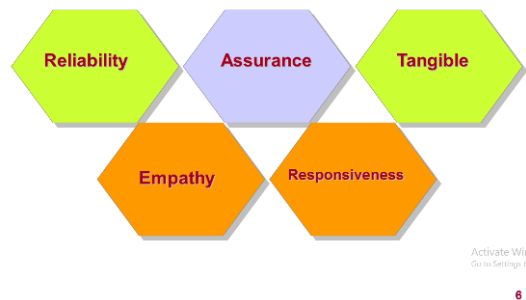 Reliability
Assurance
Tangible
Empathy
Responsiveness
Activate Wi
Go to Settings t
6